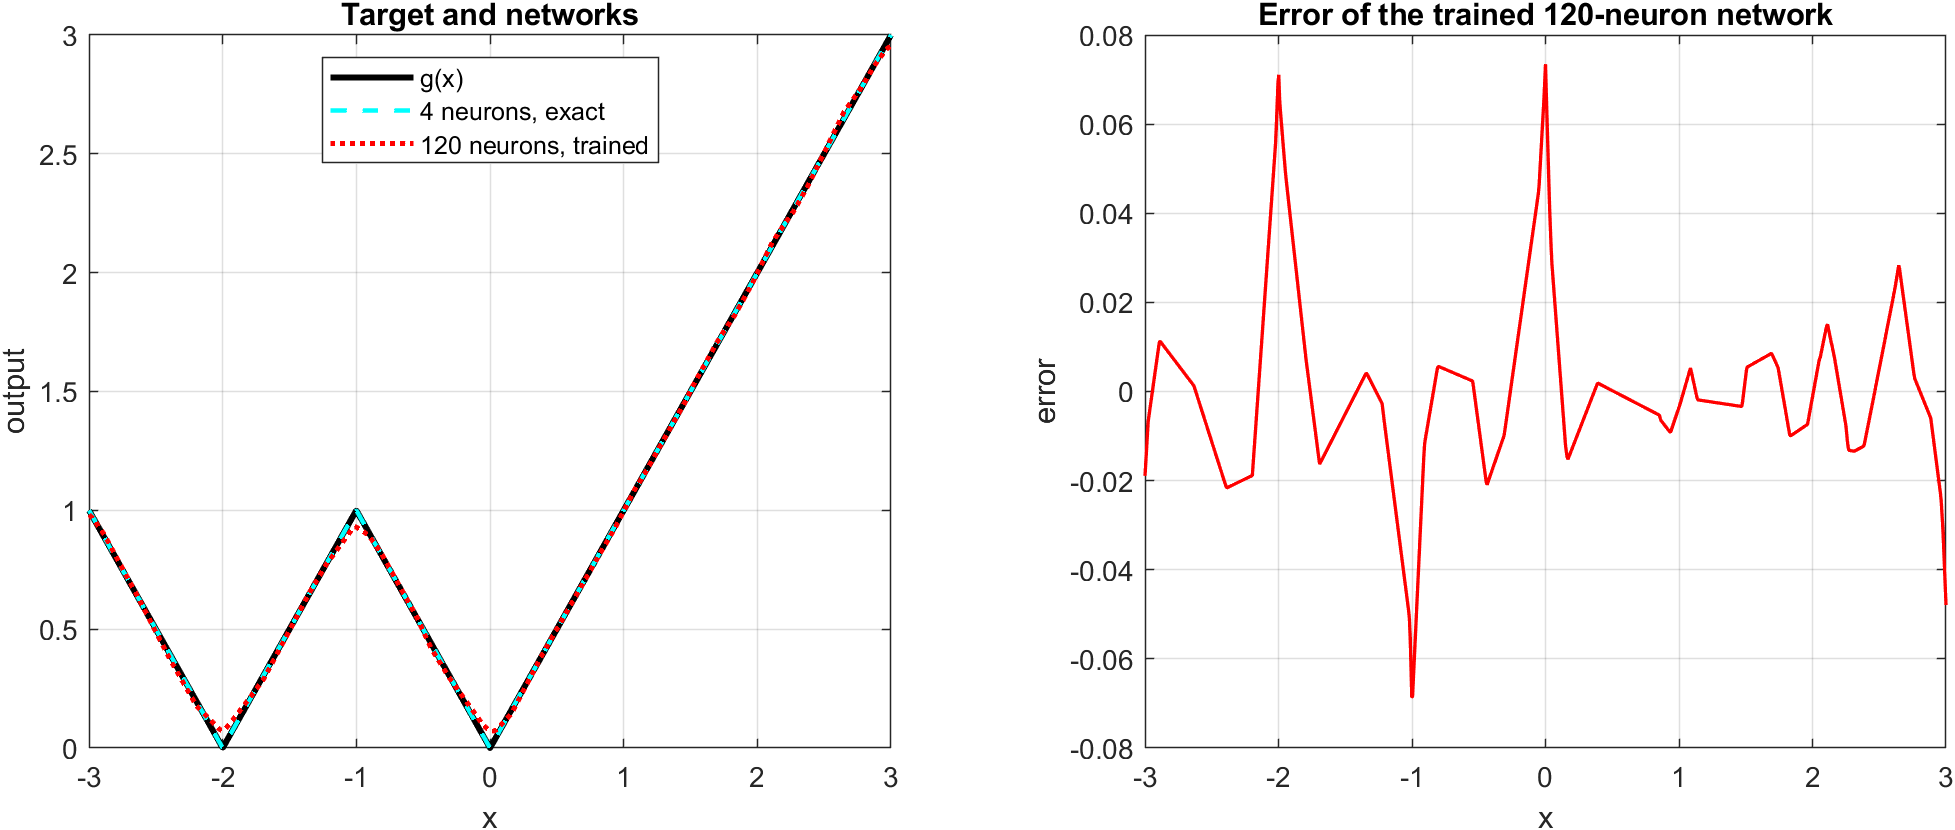 Target and networks
3
2.5
2
1.5
1
0.5
0
-3 -2 -1 0 1 2 3
x
output
g(x)
4 neurons, exact
120 neurons, trained
Error of the trained 120-neuron network
0.08
0.06
0.04
0.02
0
-0.02
-0.04
-0.06
-0.08
-3 -2 -1 0 1 2 3
x
error